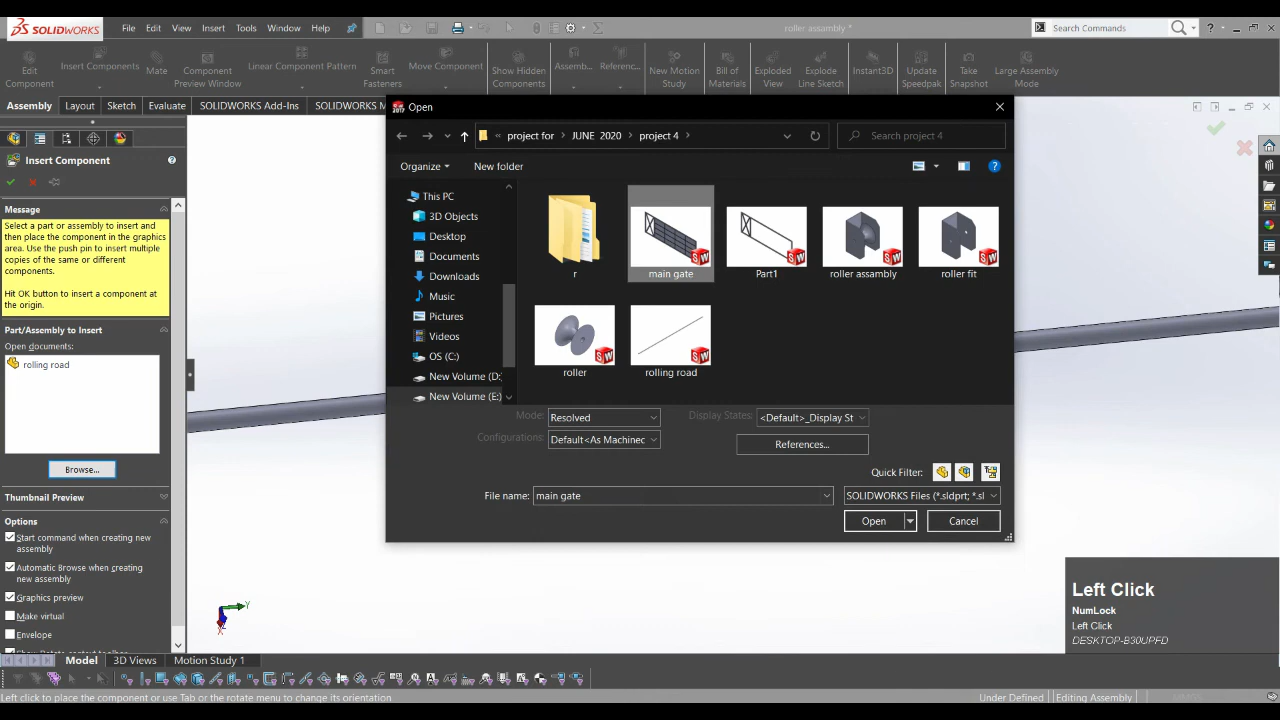 SOLIDWORKS
File
Edit
View
Insert
Tools
Window
Help
roller assambly *
Search Commands
Edit
Component
Insert Components
Mate
Component
Preview Window
Linear Component Pattern
Smart
Fasteners
Move Component
Show Hidden
Components
Assemb...
Referenc...
New Motion
Study
Bill of
Materials
Exploded
View
Explode
Line Sketch
Instant3D
Update
Speedpak
Take
Snapshot
Large Assembly
Mode
Assembly
Layout
Sketch
Evaluate
SOLIDWORKS Add-Ins
SOLIDWORKS M
Insert Component
Message
Select a part or assembly to insert and
then place the component in the graphics
area. Use the push pin to insert multiple
copies of the same or different
components.
Hit OK button to insert a component at
the origin.
Part/Assembly to Insert
Open documents:
rolling road
Browse...
Thumbnail Preview
Options
Start command when creating new
assembly
Automatic Browse when creating
new assembly
Graphics preview
Make virtual
Envelope
Open
« project for > JUNE 2020 > project 4 >
Search project 4
Organize
New folder
This PC
3D Objects
Desktop
Documents
Downloads
Music
Pictures
Videos
OS (C:)
New Volume (D:
New Volume (E:)
r
main gate
Part1
roller assambly
roller fit
roller
rolling road
Mode:
Resolved
Display States:
<Default>_Display St
Configurations:
Default<As Machinec
References...
Quick Filter:
File name:
main gate
SOLIDWORKS Files (*.sldprt; *.sl
Open
Cancel
Left Click
NumLock
Left Click
DESKTOP-B30UPFD
Y
X
Model
3D Views
Motion Study 1
Left click to place the component or use Tab or the rotate menu to change its orientation
Under Defined
Editing Assembly